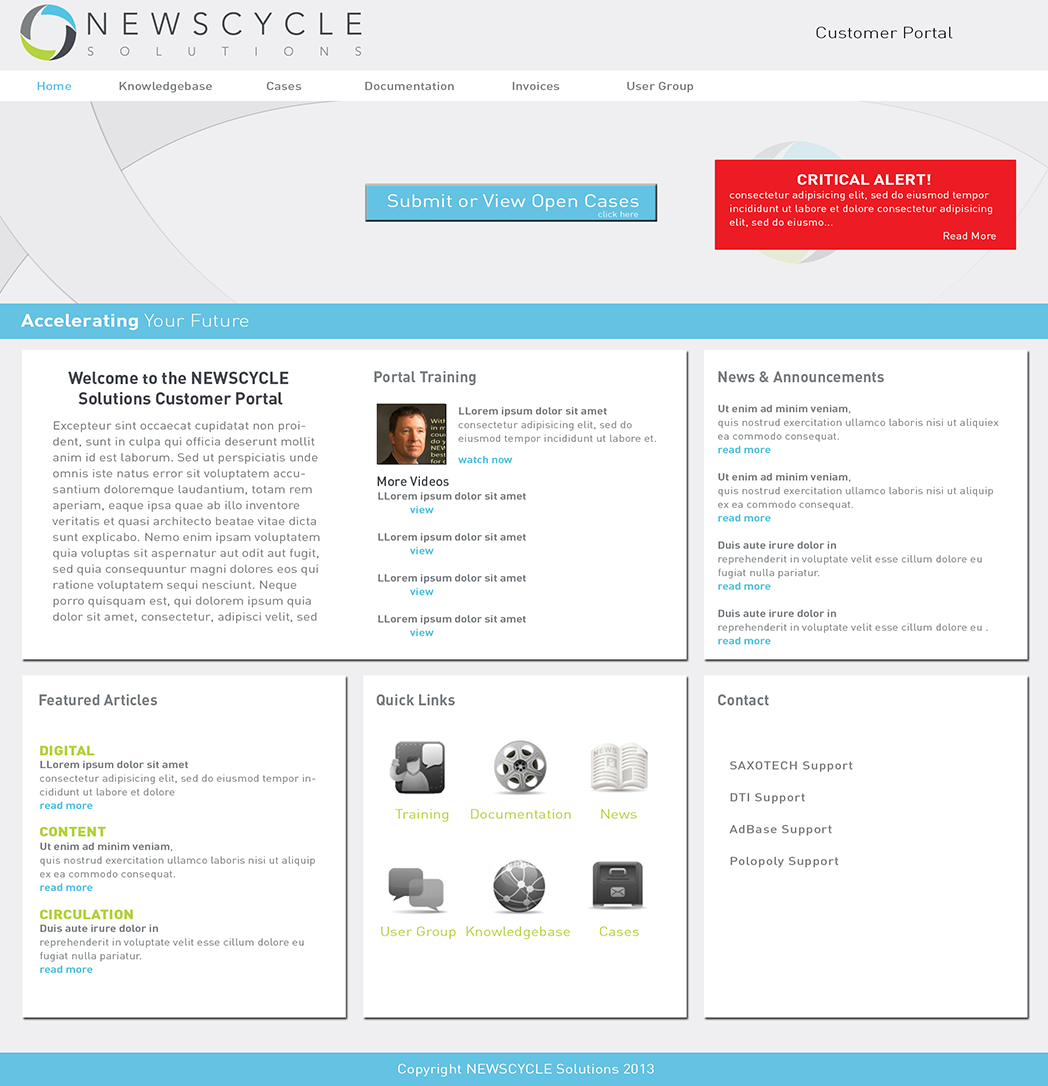 NEWSCYCLE
SOLUTIONS
Customer Portal
Home Knowledgebase Cases Documentation Invoices User Group
Submit or View Open Cases
click here
CRITICAL ALERT!
consectetur adipisicing elit, sed do eiusmod tempor
incididunt ut labore et dolore consectetur adipisicing
elit, sed do eiusmo...
Read More
Accelerating Your Future
Welcome to the NEWSCYCLE
Solutions Customer Portal
Excepteur sint occaecat cupidatat non proi-
dent, sunt in culpa qui officia deserunt mollit
anim id est laborum. Sed ut perspiciatis unde
omnis iste natus error sit voluptatem accu-
santium doloremque laudantium, totam rem
aperiam, eaque ipsa quae ab illo inventore
veritatis et quasi architecto beatae vitae dicta
sunt explicabo. Nemo enim ipsam voluptatem
quia voluptas sit aspernatur aut odit aut fugit,
sed quia consequuntur magni dolores eos qui
ratione voluptatem sequi nesciunt. Neque
porro quisquam est, qui dolorem ipsum quia
dolor sit amet, consectetur, adipisci velit, sed
Portal Training
With
in m
cour
do y
NEW
best
for c
LLorem ipsum dolor sit amet
consectetur adipisicing elit, sed do
eiusmod tempor incididunt ut labore et.
watch now
More Videos
LLorem ipsum dolor sit amet
view
LLorem ipsum dolor sit amet
view
LLorem ipsum dolor sit amet
view
LLorem ipsum dolor sit amet
view
News & Announcements
Ut enim ad minim veniam,
quis nostrud exercitation ullamco laboris nisi ut aliquiex
ea commodo consequat.
read more
Ut enim ad minim veniam,
quis nostrud exercitation ullamco laboris nisi ut aliquip
ex ea commodo consequat.
read more
Duis aute irure dolor in
reprehenderit in voluptate velit esse cillum dolore eu
fugiat nulla pariatur.
read more
Duis aute irure dolor in
reprehenderit in voluptate velit esse cillum dolore eu .
read more
Featured Articles
DIGITAL
LLorem ipsum dolor sit amet
consectetur adipisicing elit, sed do eiusmod tempor in-
cididunt ut labore et dolore
read more
CONTENT
Ut enim ad minim veniam,
quis nostrud exercitation ullamco laboris nisi ut aliquip
ex ea commodo consequat.
read more
CIRCULATION
Duis aute irure dolor in
reprehenderit in voluptate velit esse cillum dolore eu
fugiat nulla pariatur.
read more
Quick Links
NEWS
Training Documentation News
User Group Knowledgebase Cases
Contact
SAXOTECH Support
DTI Support
AdBase Support
Polopoly Support
Copyright NEWSCYCLE Solutions 2013